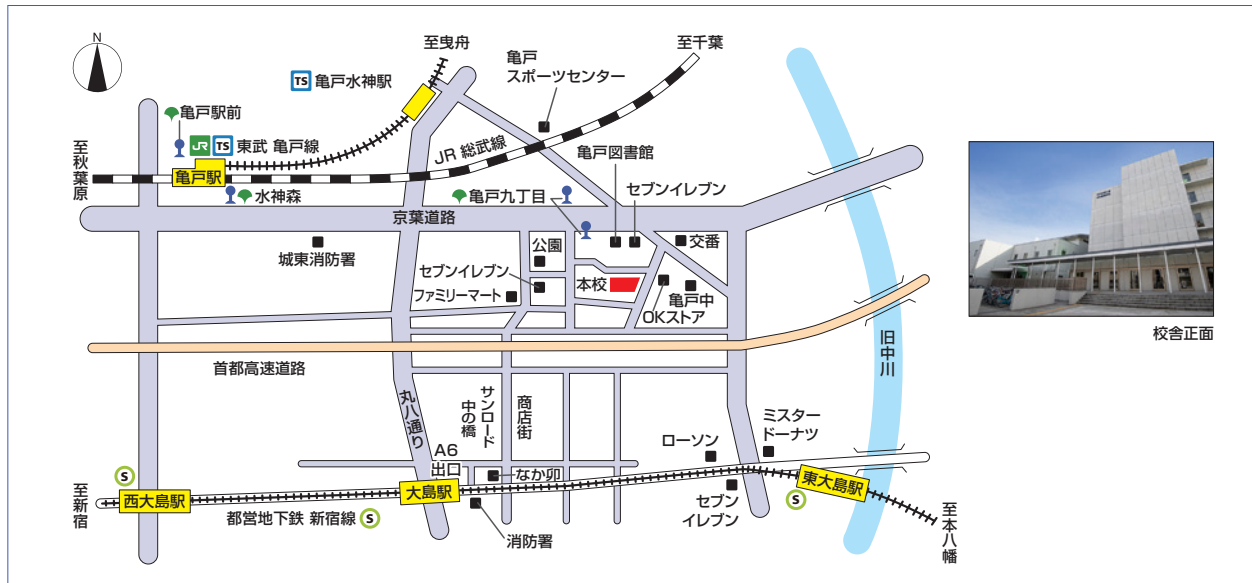 N
至曳舟
至千葉
亀戸
スポーツセンター
TS 亀戸水神駅
亀戸駅前
JR TS 東武 亀戸線
至秋葉原
亀戸駅
JR 総武線
水神森
亀戸図書館
セブンイレブン
亀戸九丁目
京葉道路
城東消防署
公園
交番
セブンイレブン
ファミリーマート
本校
亀戸中
OKストア
首都高速道路
旧中川
丸八通り
サンロード
中の橋
商店街
A6
出口
なか卯
ローソン
ミスター
ドーナツ
S
至新宿
西大島駅
大島駅
東大島駅
S
都営地下鉄 新宿線 S
セブン
イレブン
消防署
至本八幡
校舎正面